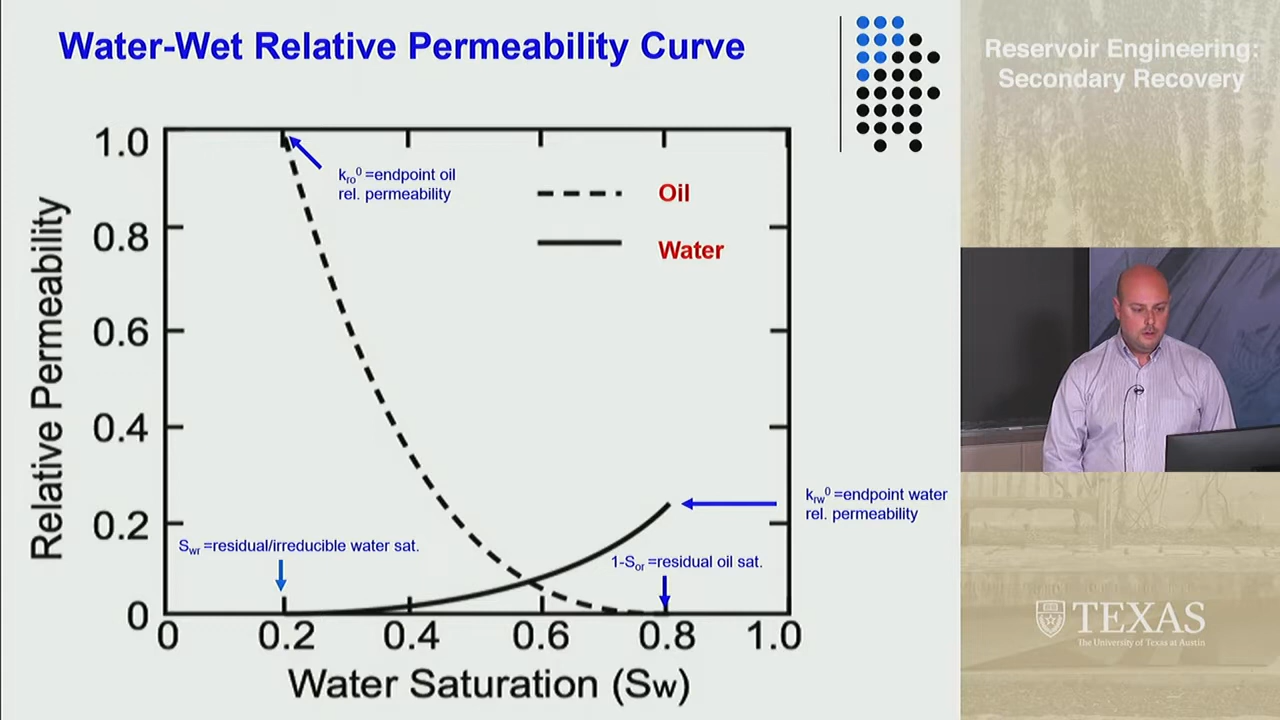 Water-Wet Relative Permeability Curve
Reservoir Engineering:
Secondary Recovery
Relative Permeability
1.0
0.8
0.6
0.4
0.2
0
kro0 =endpoint oil
rel. permeability
Oil
Water
krw0 =endpoint water
rel. permeability
Swr =residual/irreducible water sat.
1-Sor =residual oil sat.
0
0.2
0.4
0.6
0.8
1.0
Water Saturation (Sw)
TEXAS
The University of Texas at Austin